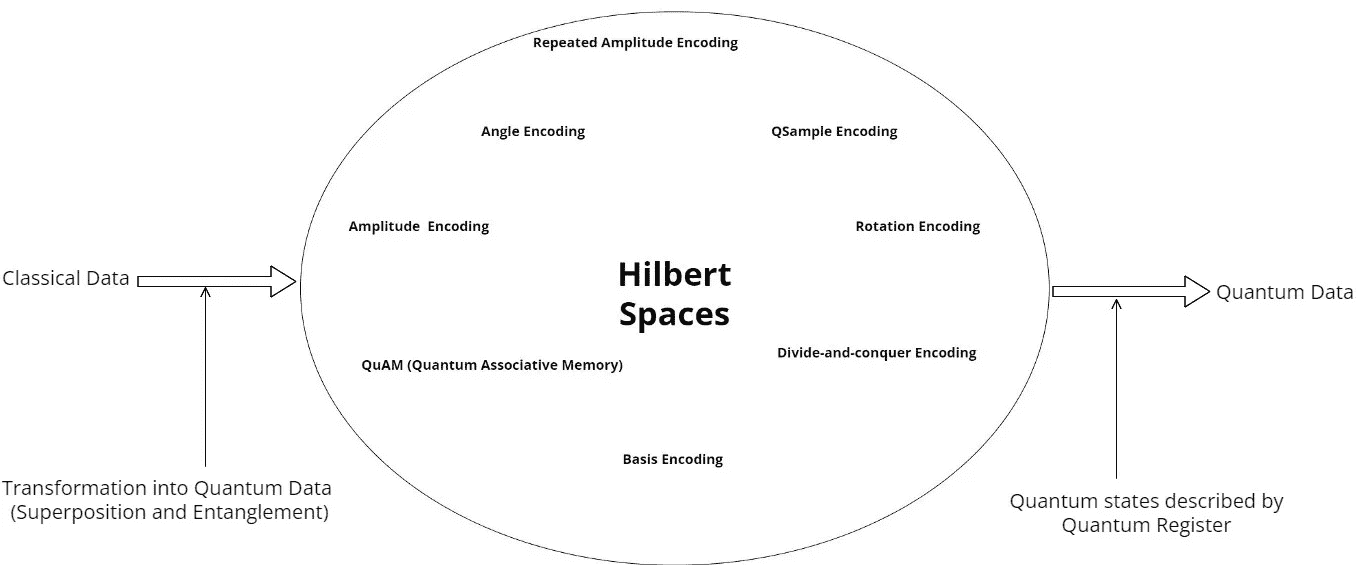 Repeated Amplitude Encoding
Angle Encoding
QSample Encoding
Amplitude  Encoding
Rotation Encoding
Classical Data
Hilbert
Spaces
Quantum Data
QuAM (Quantum Associative Memory)
Divide-and-conquer Encoding
Basis Encoding
Transformation into Quantum Data
(Superposition and Entanglement)
Quantum states described by
Quantum Register